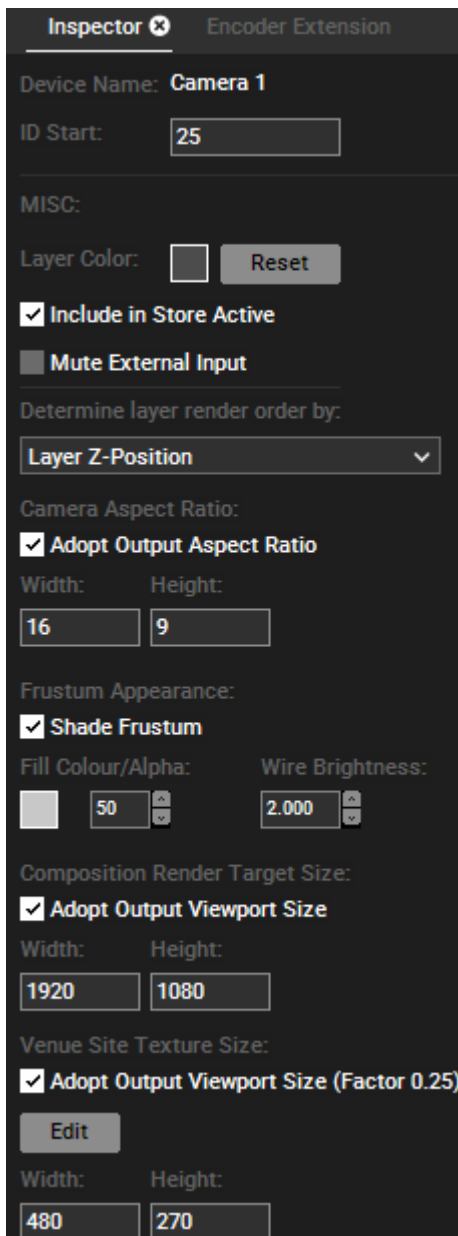 Inspector Encoder Extension
Device Name: Camera 1
ID Start: 25
MISC:
Layer Color: Reset
Include in Store Active
Mute External Input
Determine layer render order by:
Layer Z-Position
Camera Aspect Ratio:
Adopt Output Aspect Ratio
Width: Height:
16 9
Frustum Appearance:
Shade Frustum
Fill Colour/Alpha: Wire Brightness:
50 2.000
Composition Render Target Size:
Adopt Output Viewport Size
Width: Height:
1920 1080
Venue Site Texture Size:
Adopt Output Viewport Size (Factor 0.25)
Edit
Width: Height:
480 270